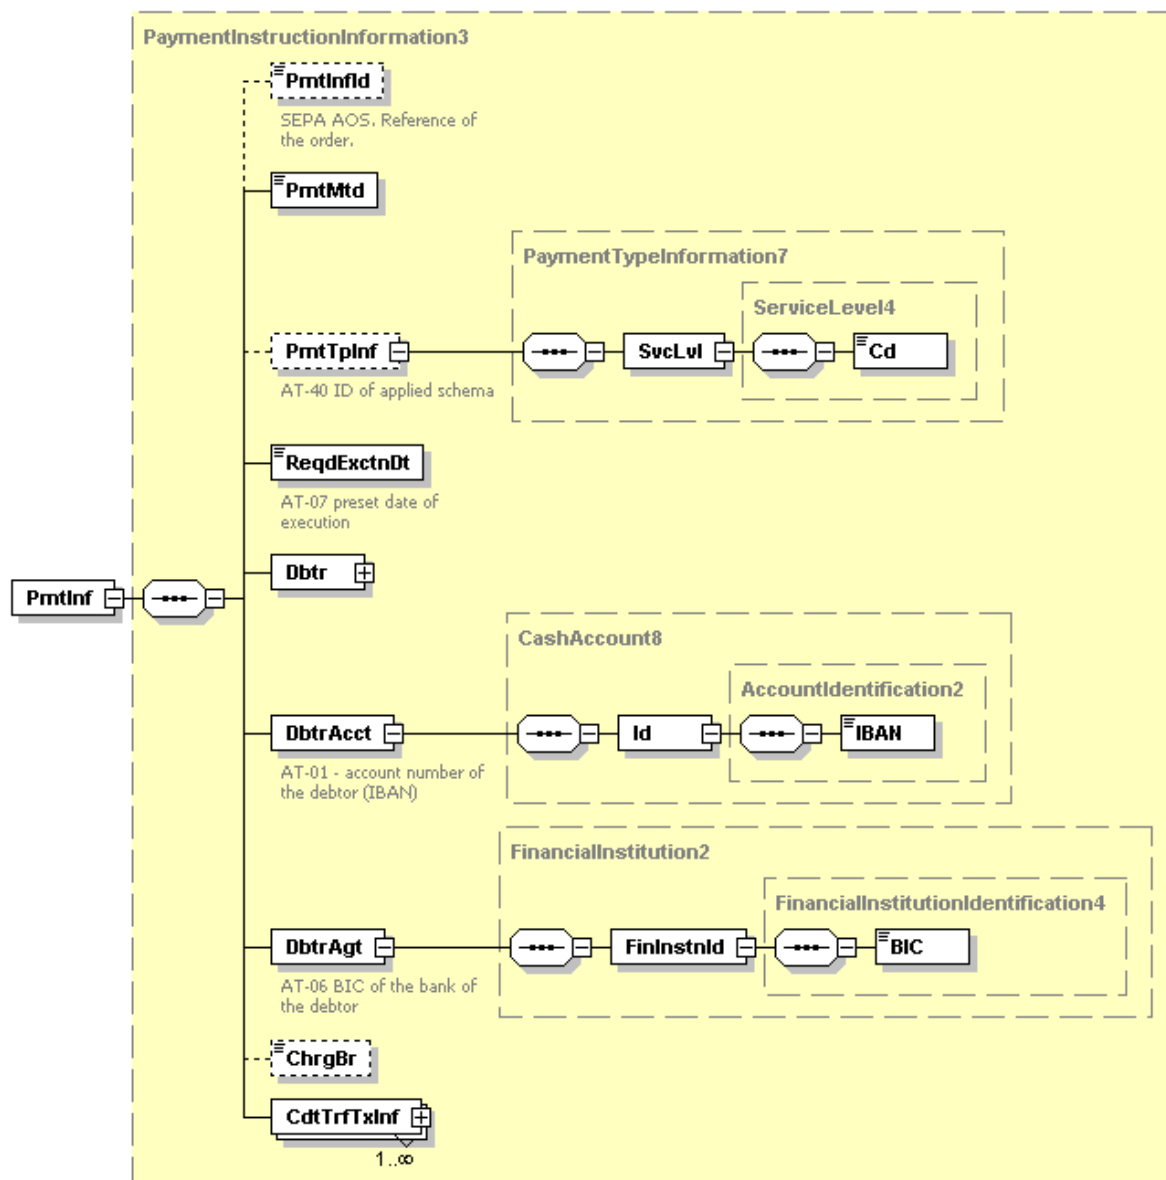 PaymentInstructionInformation3
PmtInfId
SEPA AOS. Reference of
the order.
PmtMtd
PaymentTypeInformation7
ServiceLevel4
PmtTpInf
SvcLvl
Cd
AT-40 ID of applied schema
ReqdExctnDt
AT-07 preset date of
execution
Dbtr
PmtInf
CashAccount8
AccountIdentification2
DbtrAcct
Id
IBAN
AT-01 - account number of
the debtor (IBAN)
FinancialInstitution2
FinancialInstitutionIdentification4
DbtrAgt
FinInstnId
BIC
AT-06 BIC of the bank of
the debtor
ChrgBr
CdtTrfTxInf
1..∞